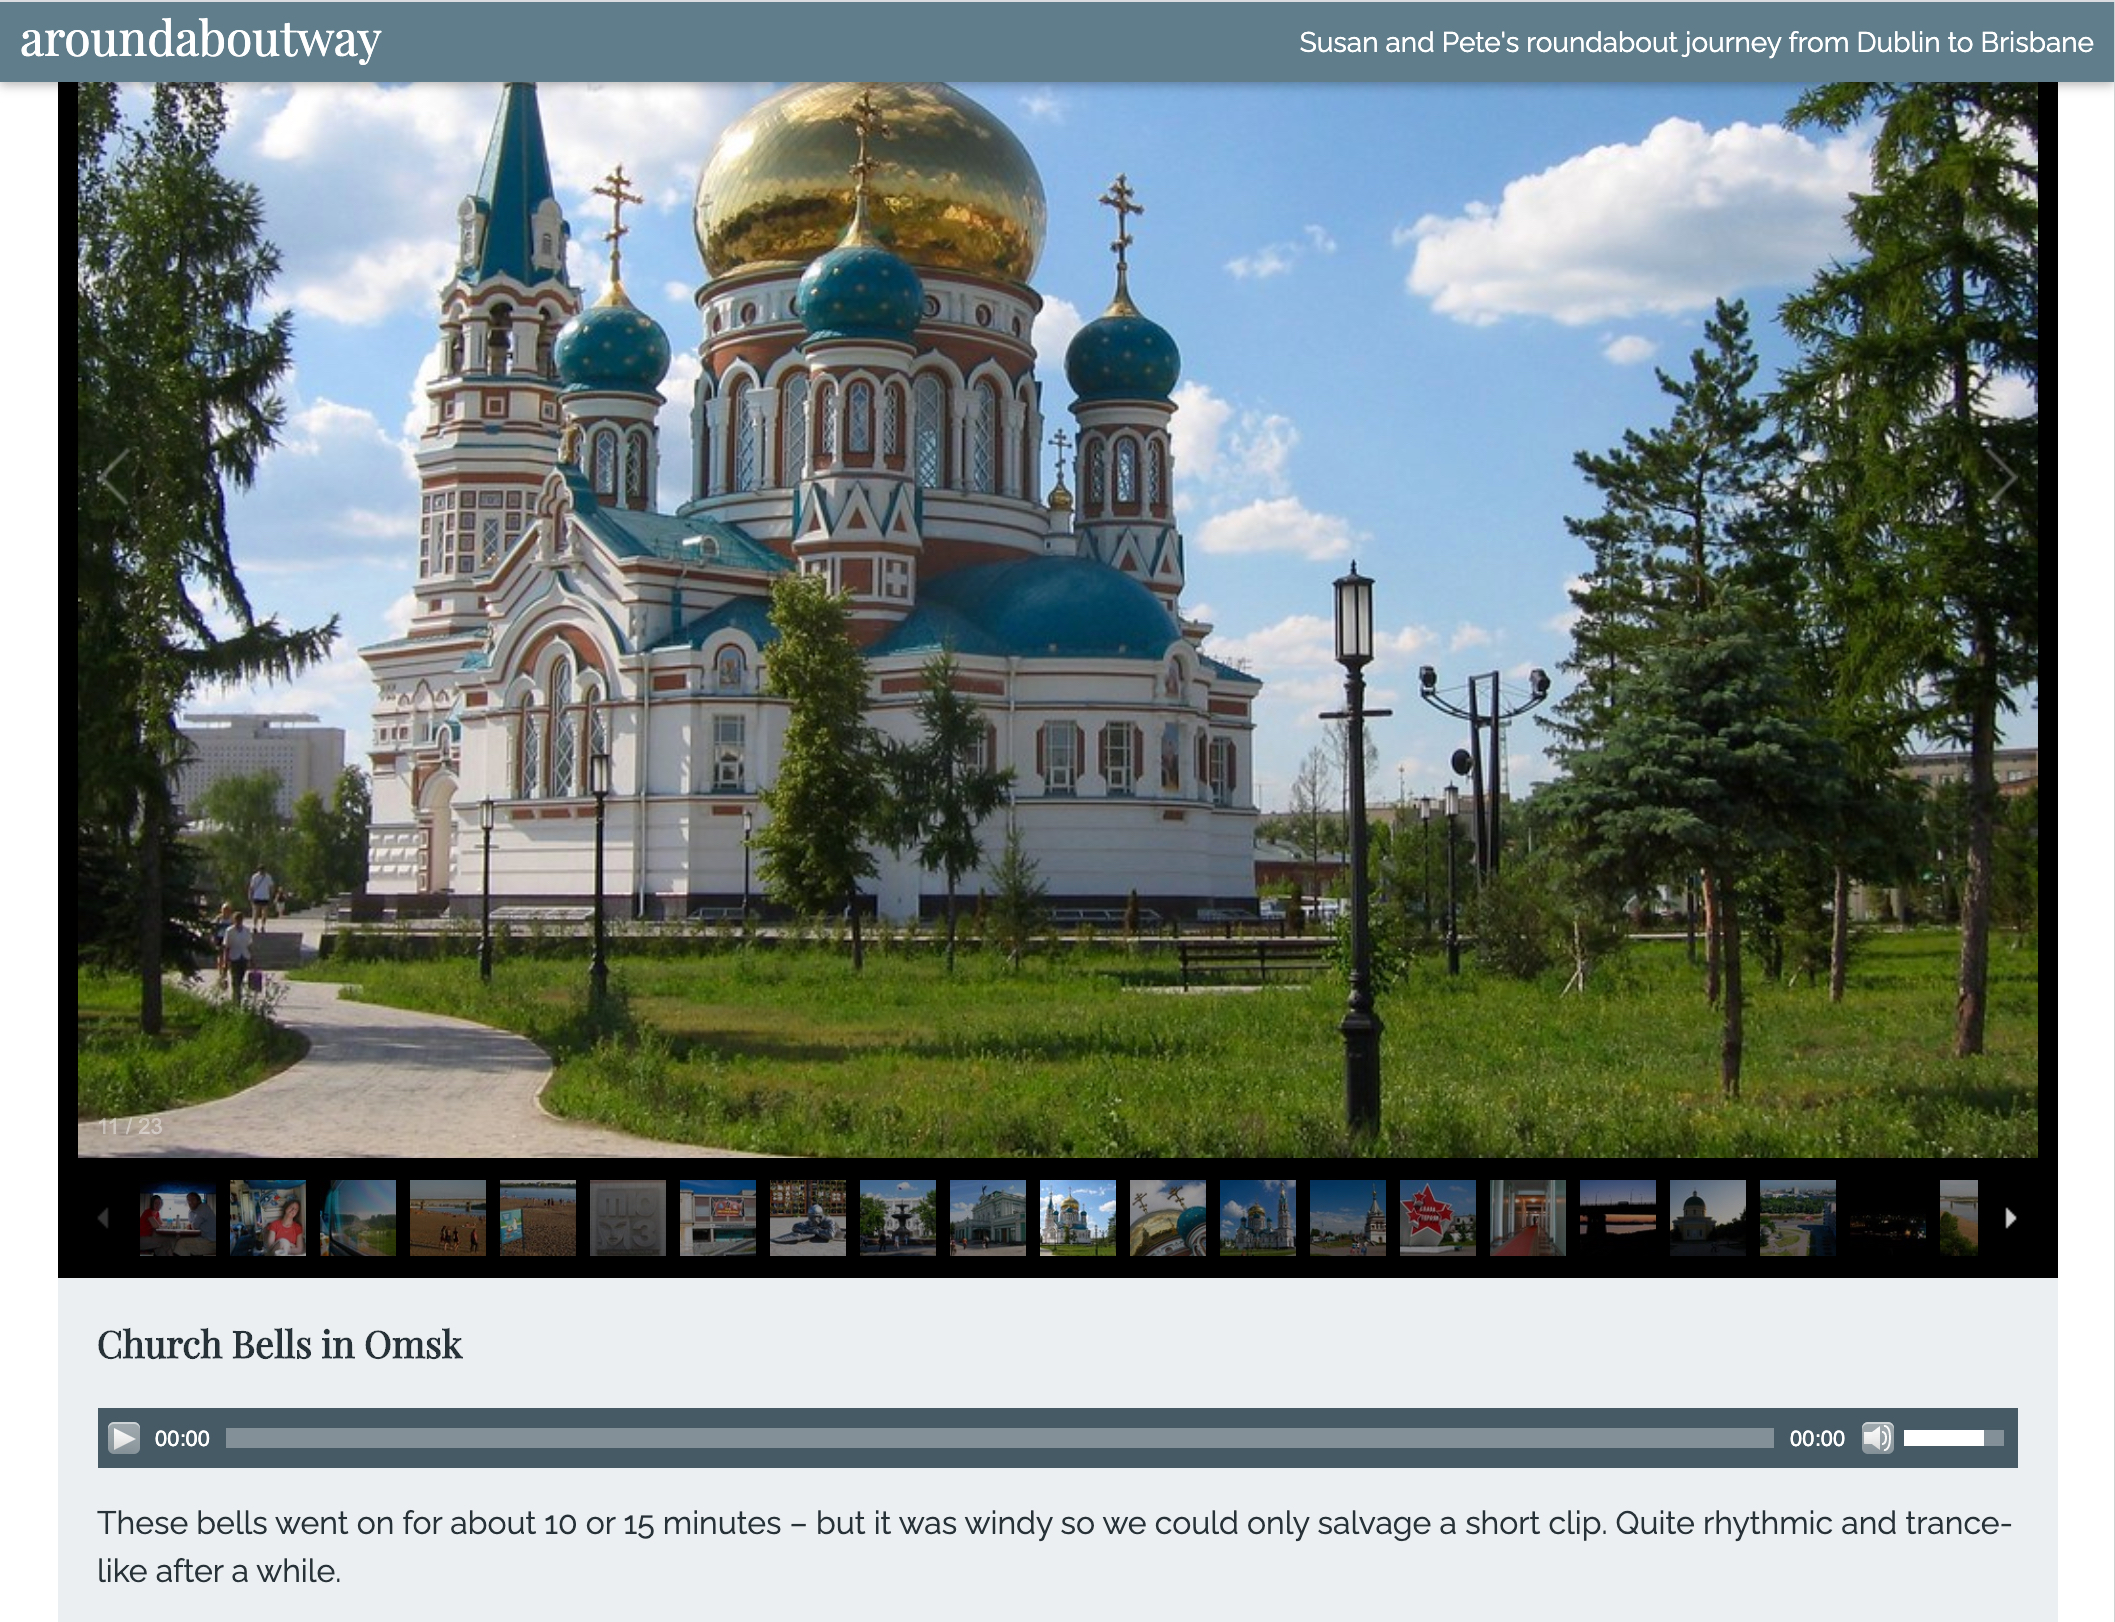 aroundaboutway
Susan and Pete's roundabout journey from Dublin to Brisbane
11 / 23
Church Bells in Omsk
00:00
00:00
These bells went on for about 10 or 15 minutes – but it was windy so we could only salvage a short clip. Quite rhythmic and trance-
like after a while.